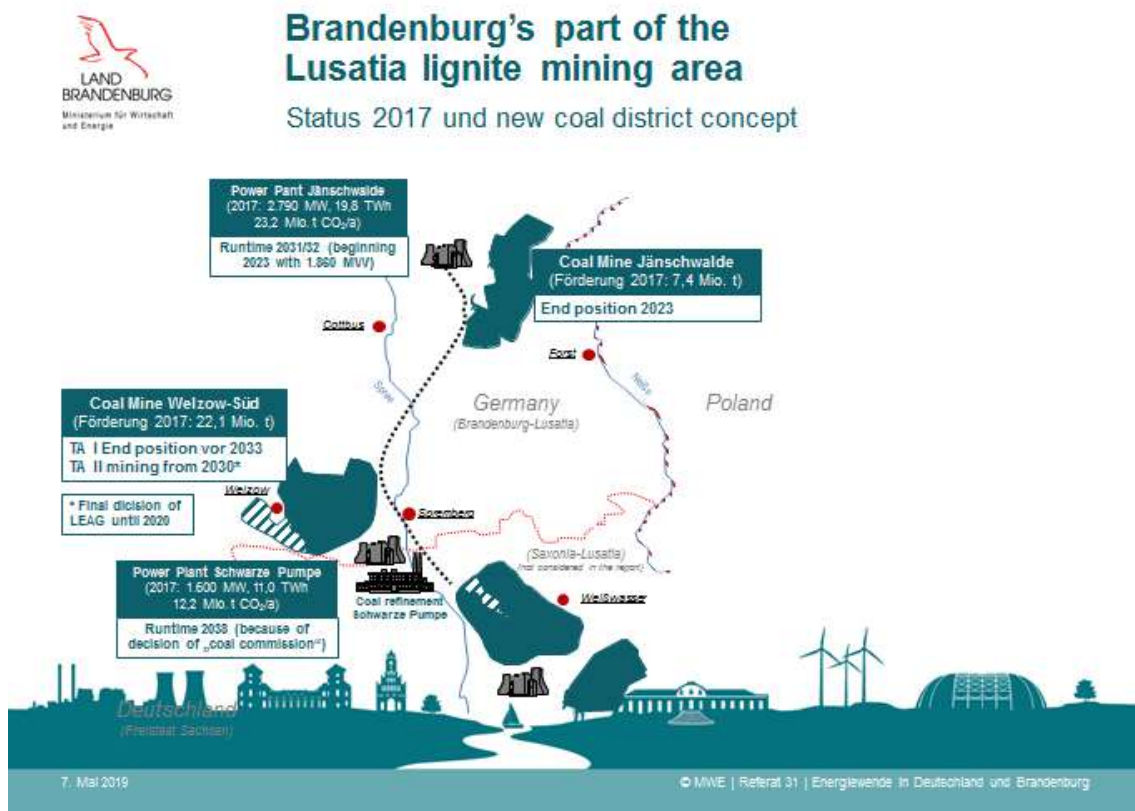 LAND
BRANDENBURG
Ministerium für Wirtschaft
und Energie
Brandenburg's part of the
Lusatia lignite mining area
Status 2017 und new coal district concept
Power Pant Jänschwalde
(2017: 2.790 MW, 19,8 TWh
23,2 Mio. t CO₂/a)
Runtime 2031/32 (beginning
2023 with 1.860 MW)
Coal Mine Jänschwalde
(Förderung 2017: 7,4 Mio. t)
End position 2023
Cottbus
Forst
Spree
Neiße
Germany
(Brandenburg-Lusatia)
Poland
Coal Mine Welzow-Süd
(Förderung 2017: 22,1 Mio. t)
TA I End position vor 2033
TA II mining from 2030*
Welzow
* Final dicision of
LEAG until 2020
Spremberg
(Saxonia-Lusatia)
(not considered in the report)
Power Plant Schwarze Pumpe
(2017: 1.600 MW, 11,0 TWh
12,2 Mio. t CO₂/a)
Runtime 2038 (because of
decision of „coal commission“)
Coal refinement
Schwarze Pumpe
Weißwasser
Deutschland
(Freistaat Sachsen)
7. Mai 2019
© MWE | Referat 31 | Energiewende in Deutschland und Brandenburg